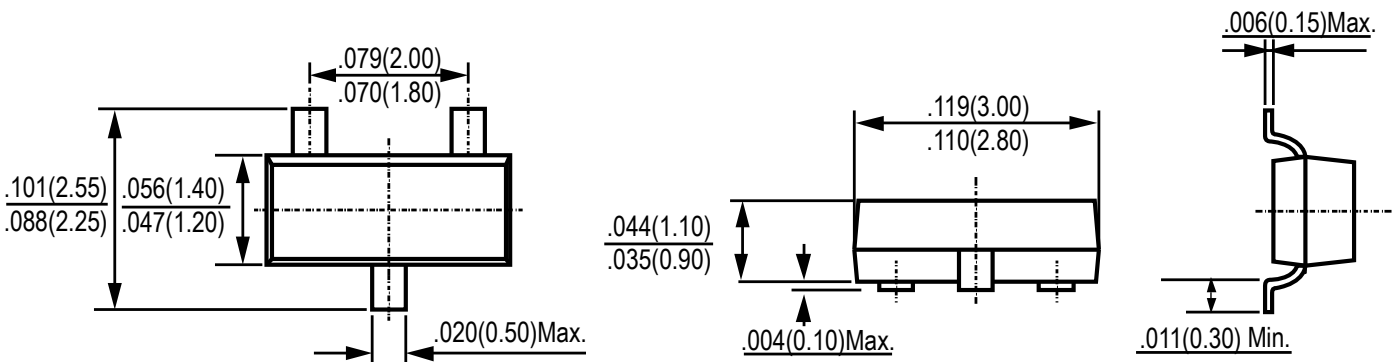 .079(2.00)
.070(1.80)
.101(2.55)
.088(2.25)
.056(1.40)
.047(1.20)
.020(0.50)Max.
.119(3.00)
.110(2.80)
.044(1.10)
.035(0.90)
.004(0.10)Max.
.006(0.15)Max.
.011(0.30) Min.